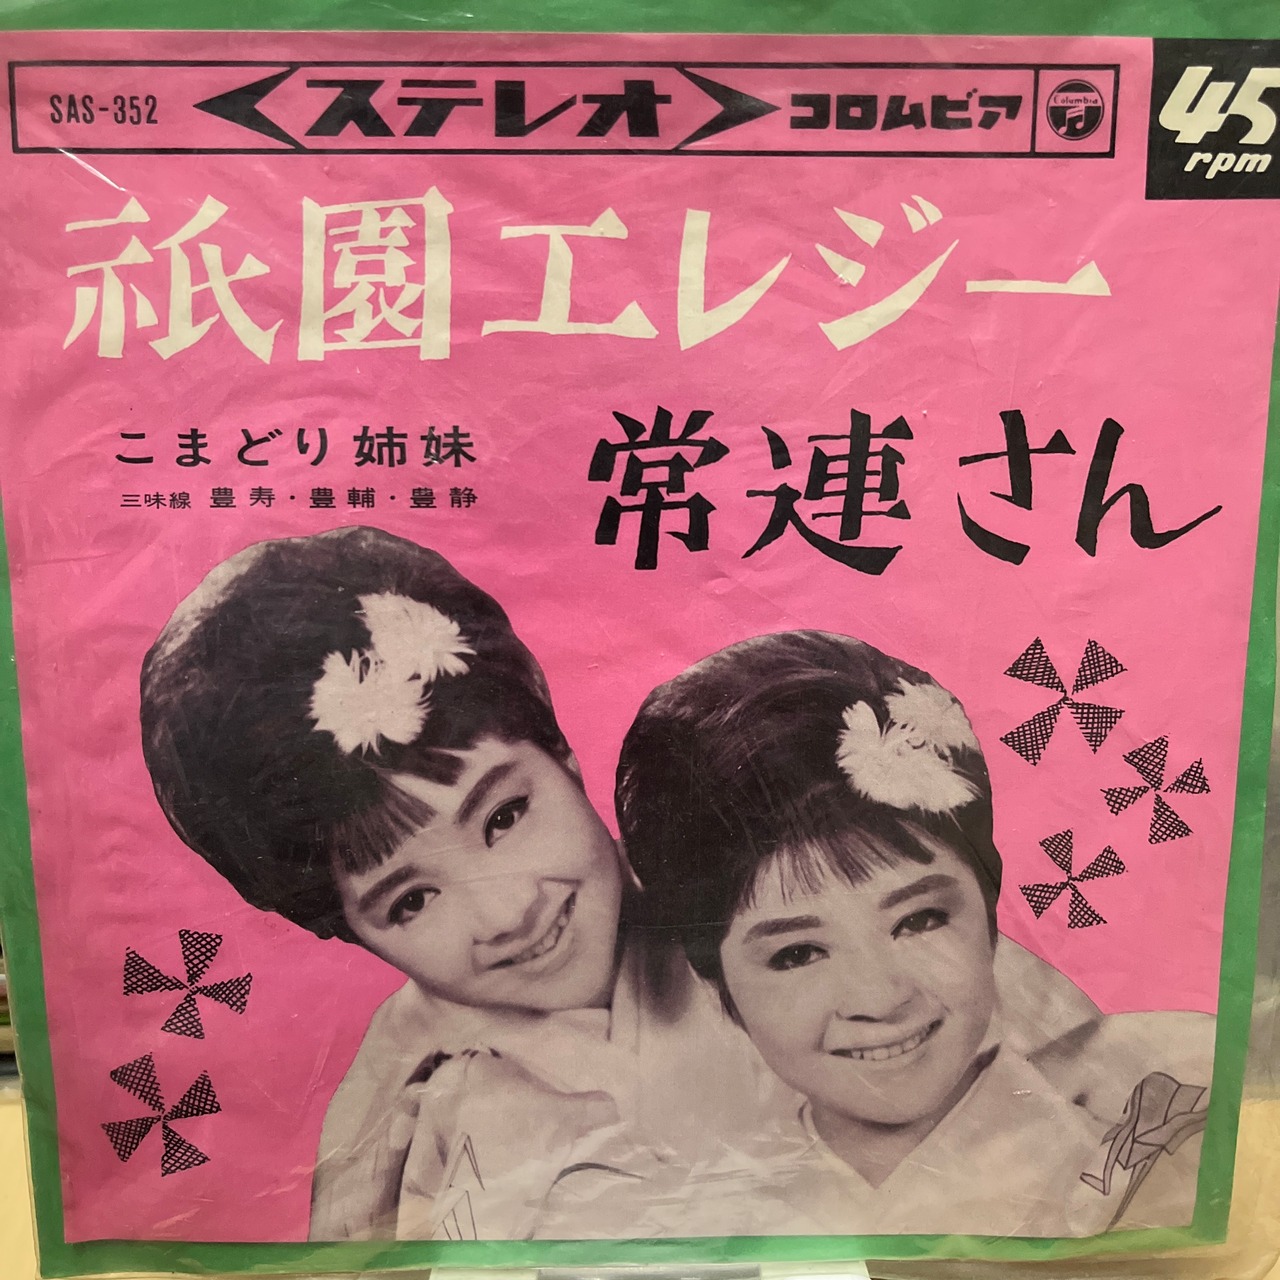 SAS-352 ステレオ コロムビア Columbia
45
rpm
祇園エレジー
常連さん
こまどり姉妹
三味線 豊寿・豊輔・豊静